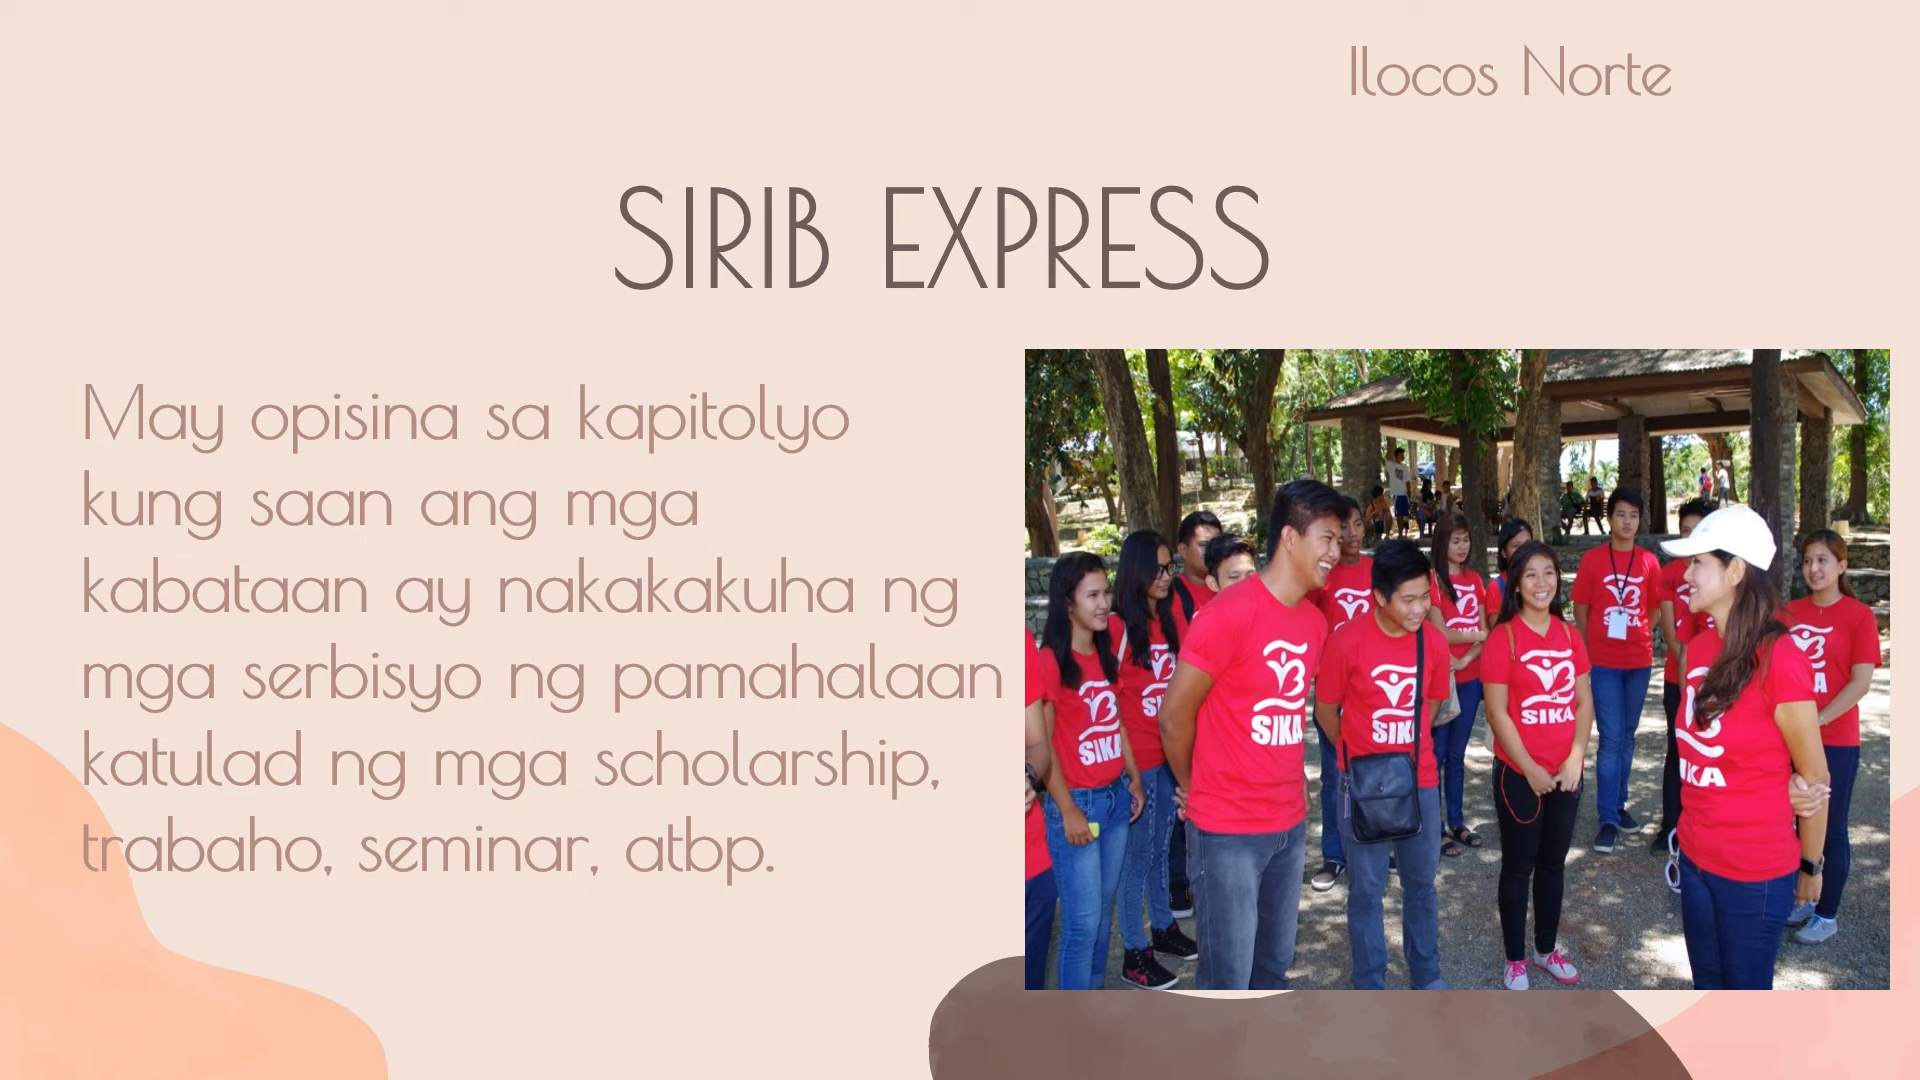 Ilocos Norte
SIRIB EXPRESS
May opisina sa kapitolyo
kung saan ang mga
kabataan ay nakakakuha ng
mga serbisyo ng pamahalaan
katulad ng mga scholarship,
trabaho, seminar, atbp.
SIKA
SIKA
SIKA
SIKA
SIKA